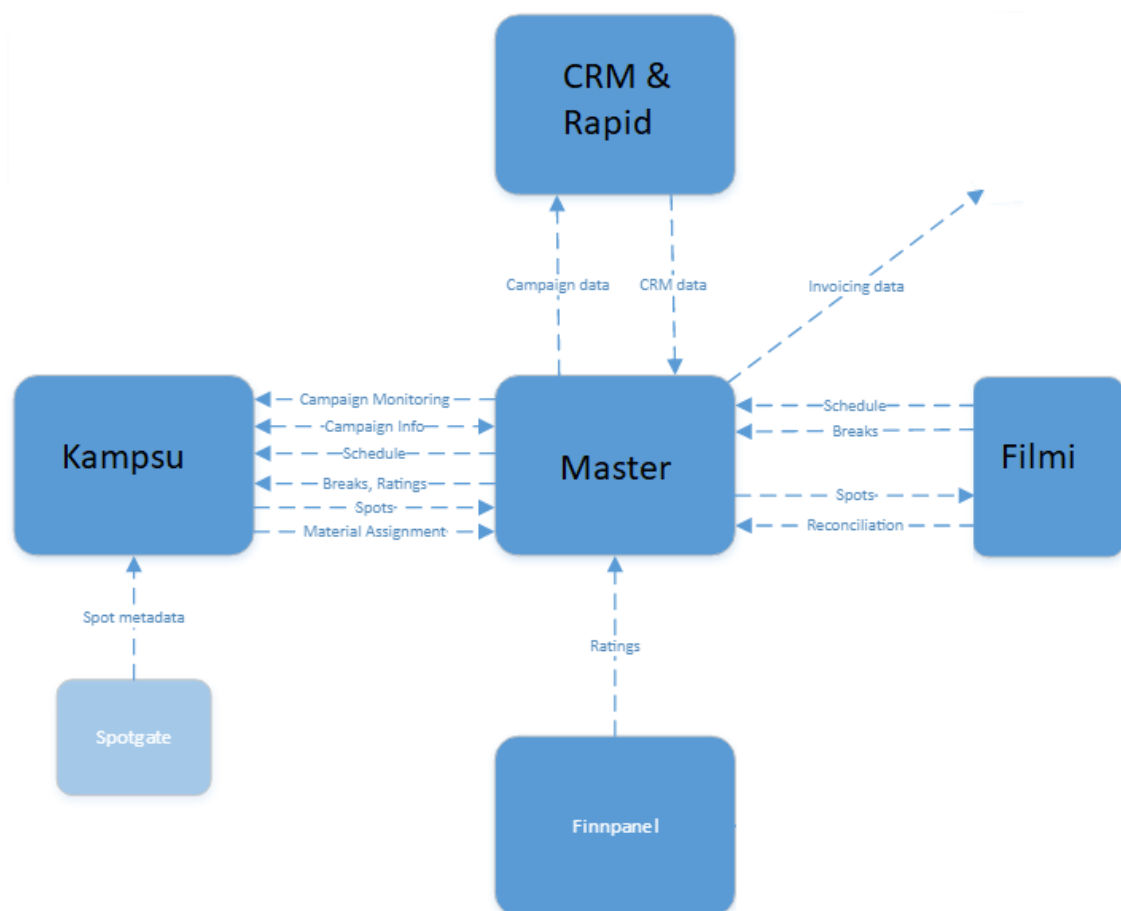 CRM &
Rapid
Campaign data
CRM data
Invoicing data
Kampsu
Campaign Monitoring
Campaign Info
Schedule
Breaks, Ratings
Spots
Material Assignment
Master
Schedule
Breaks
Spots
Reconciliation
Filmi
Spot metadata
Ratings
Spotgate
Finnpanel